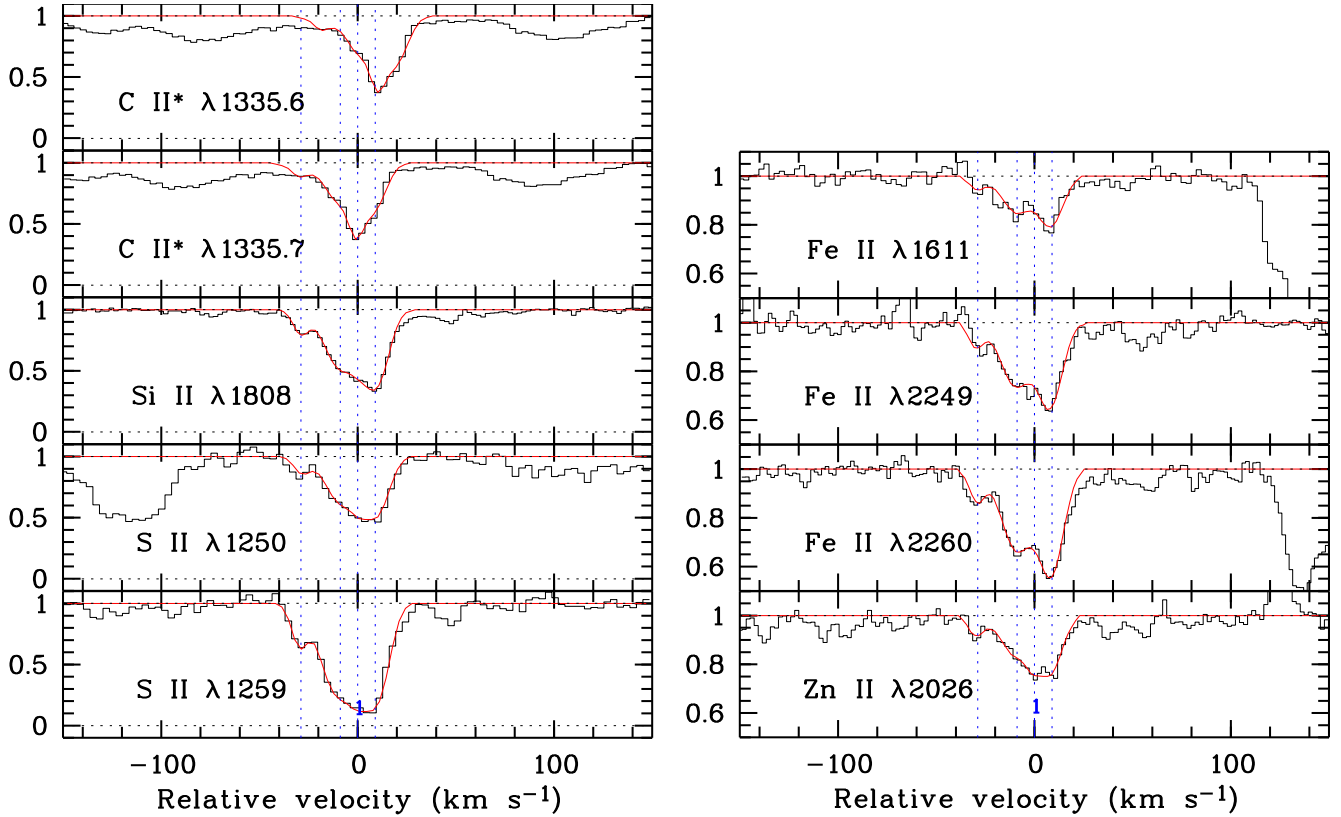 1
0.5
0
C II* λ1335.6
1
0.5
0
C II* λ1335.7
1
0.5
0
Si II λ1808
1
0.5
0
S II λ1250
1
0.5
0
S II λ1259
1
−100 0 100
Relative velocity (km s⁻¹)
1
0.8
0.6
Fe II λ1611
1
0.8
0.6
Fe II λ2249
1
0.8
0.6
Fe II λ2260
1
0.8
0.6
Zn II λ2026
1
−100 0 100
Relative velocity (km s⁻¹)